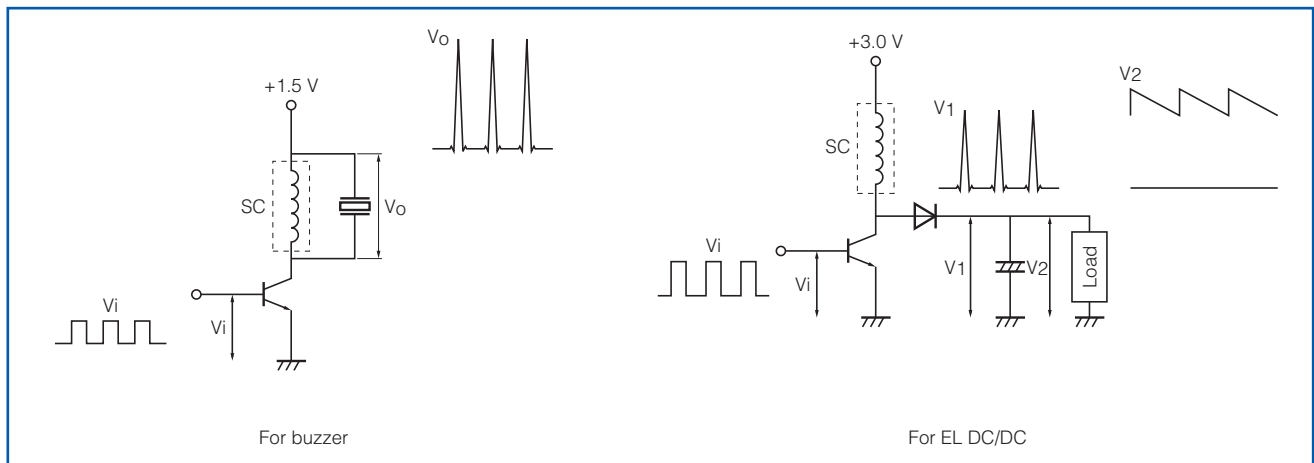 Vo
+1.5 V
SC
Vo
Vi
Vi
For buzzer
+3.0 V
V1
V2
SC
Vi
Vi
V1
V2
Load
For EL DC/DC